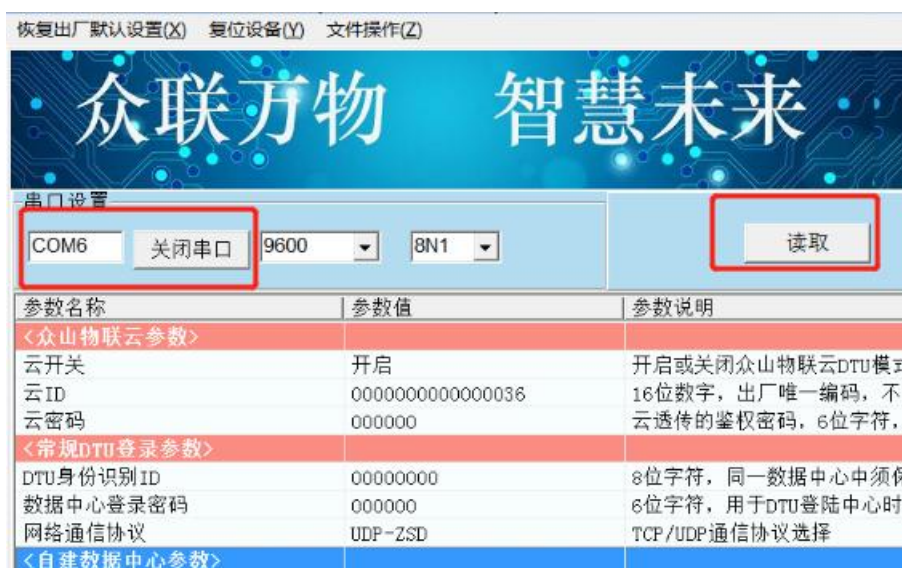 恢复出厂默认设置(X) 复位设备(Y) 文件操作(Z)
众联万物 智慧未来
串口设置
COM6 关闭串口 9600 8N1 读取
参数名称 参数值 参数说明
<众山物联云参数>
云开关 开启 开启或关闭众山物联云DTU模式
云ID 0000000000000036 16位数字，出厂唯一编码，不
云密码 000000 云透传的鉴权密码，6位字符，
<常规DTU登录参数>
DTU身份识别ID 00000000 8位字符，同一数据中心中须保
数据中心登录密码 000000 6位字符，用于DTU登陆中心时
网络通信协议 UDP-ZSD TCP/UDP通信协议选择
<自建数据中心参数>